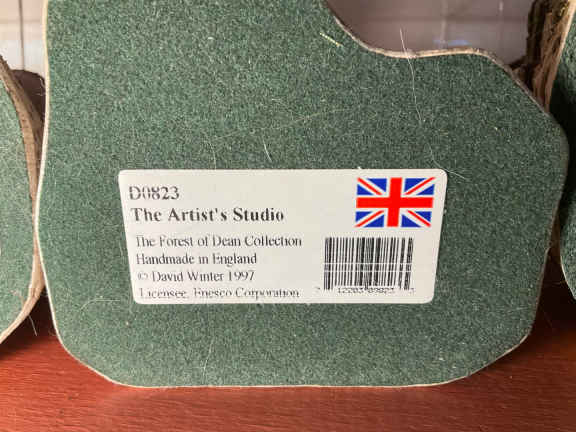 D0823
The Artist's Studio
The Forest of Dean Collection
Handmade in England
© David Winter 1997
Licensee, Enesco Corporation